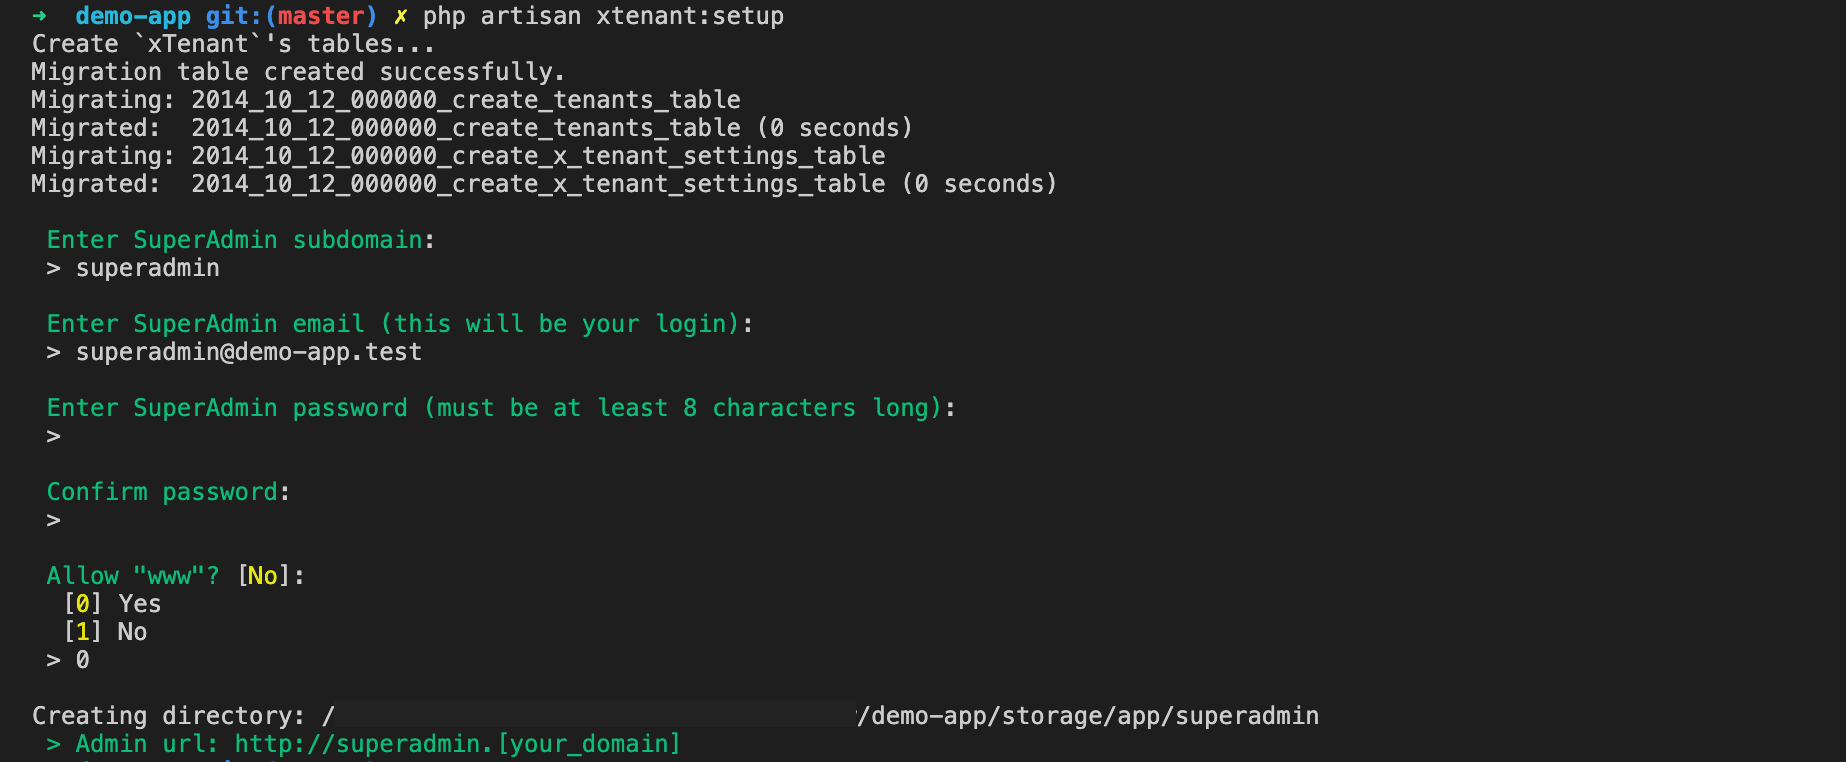 ➜  demo-app git:(master) ✗ php artisan xtenant:setup
Create `xTenant`'s tables...
Migration table created successfully.
Migrating: 2014_10_12_000000_create_tenants_table
Migrated:  2014_10_12_000000_create_tenants_table (0 seconds)
Migrating: 2014_10_12_000000_create_x_tenant_settings_table
Migrated:  2014_10_12_000000_create_x_tenant_settings_table (0 seconds)
Enter SuperAdmin subdomain:
> superadmin
Enter SuperAdmin email (this will be your login):
> superadmin@demo-app.test
Enter SuperAdmin password (must be at least 8 characters long):
>
Confirm password:
>
Allow "www"? [No]:
[0] Yes
[1] No
> 0
Creating directory: / /demo-app/storage/app/superadmin
> Admin url: http://superadmin.[your_domain]